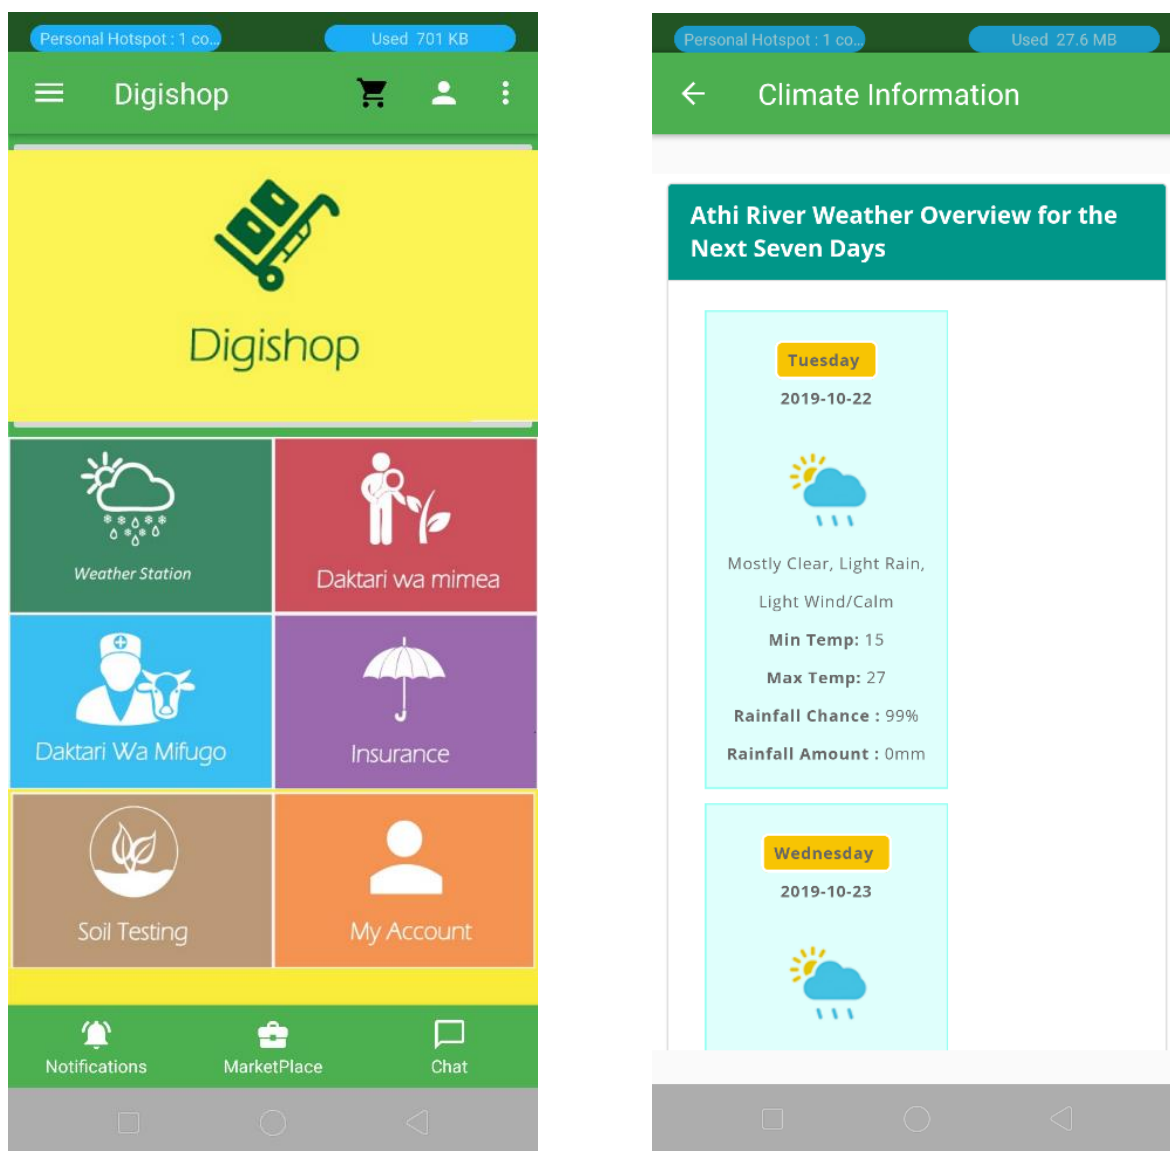 Personal Hotspot : 1 co...
Used 701 KB
Digishop
Digishop
Weather Station
Daktari wa mimea
Daktari Wa Mifugo
Insurance
Soil Testing
My Account
Notifications
MarketPlace
Chat
Personal Hotspot : 1 co...
Used 27.6 MB
Climate Information
Athi River Weather Overview for the
Next Seven Days
Tuesday
2019-10-22
Mostly Clear, Light Rain,
Light Wind/Calm
Min Temp: 15
Max Temp: 27
Rainfall Chance : 99%
Rainfall Amount : 0mm
Wednesday
2019-10-23